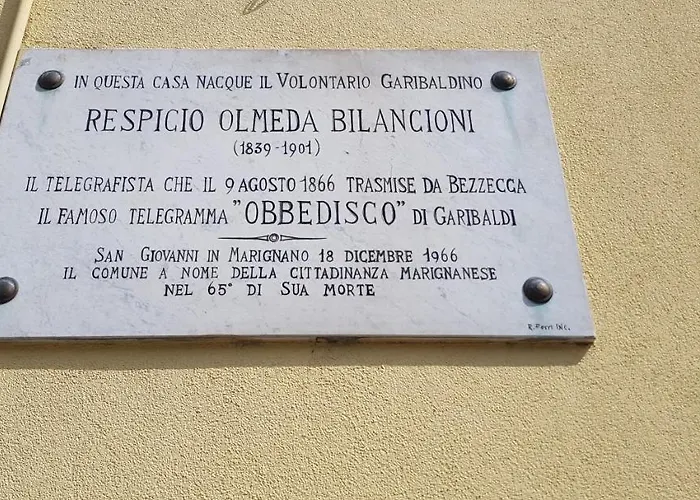 IN QUESTA CASA NACQUE IL VOLONTARIO GARIBALDINO
RESPICIO OLMEDA BILANCIONI
(1839-1901)
IL TELEGRAFISTA CHE IL 9 AGOSTO 1866 TRASMISE DA BEZZECCA
IL FAMOSO TELEGRAMMA "OBBEDISCO" DI GARIBALDI
SAN GIOVANNI IN MARIGNANO 18 DICEMBRE 1966
IL COMUNE A NOME DELLA CITTADINANZA MARIGNANESE
NEL 65° DI SUA MORTE